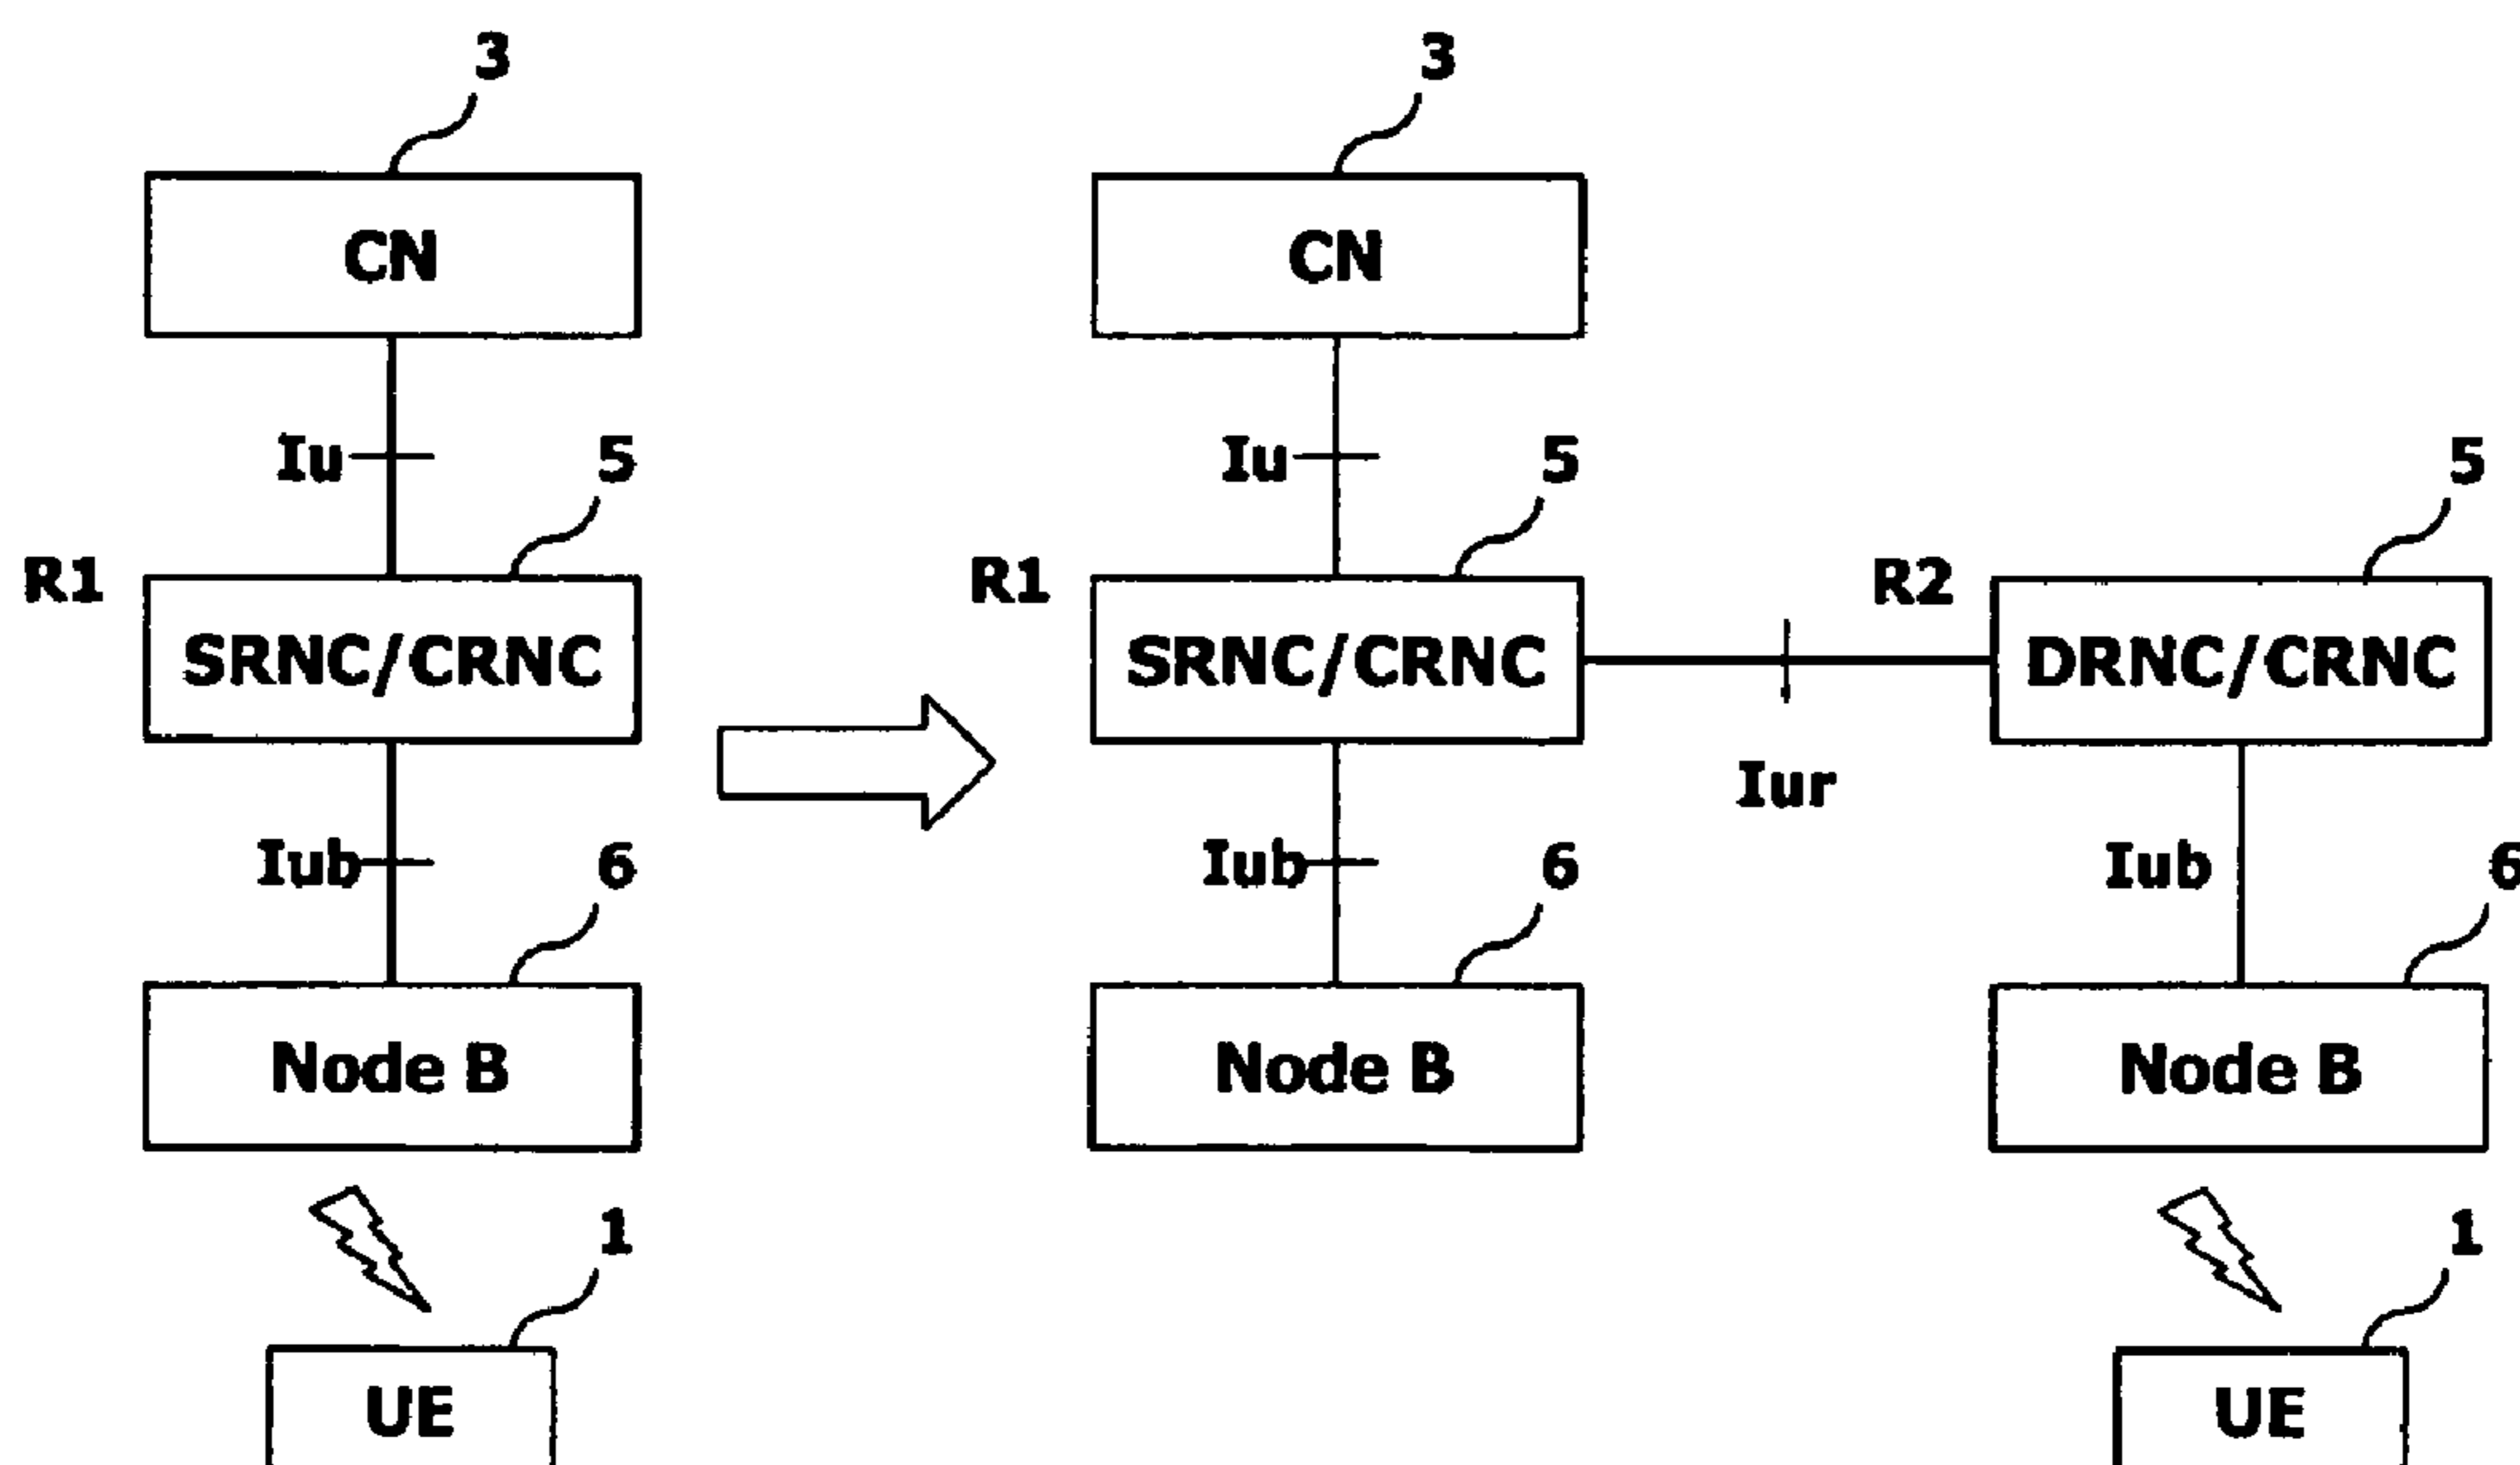 3 3
CN CN
Iu 5 Iu 5 5
R1 R1 R2
SRNC/CRNC SRNC/CRNC DRNC/CRNC
Iur
Iub 6 Iub 6 Iub 6
Node B Node B Node B
1 1
UE UE